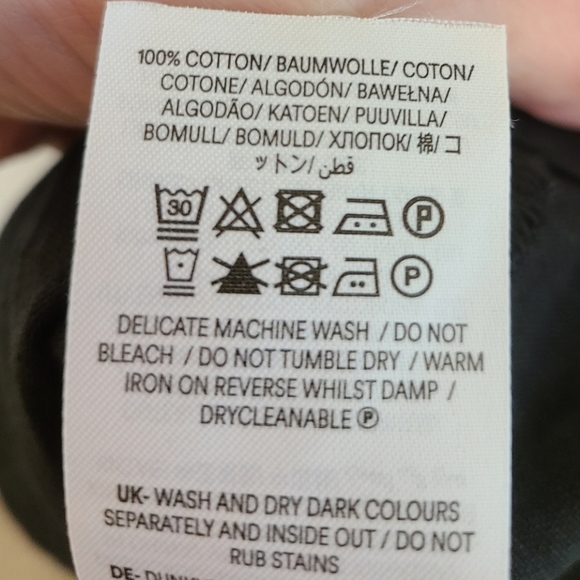 100% COTTON/ BAUMWOLLE/ COTON/
COTONE/ ALGODÓN/ BAWEŁNA/
ALGODÃO/ KATOEN/ PUUVILLA/
BOMULL/ BOMULD/ ХЛОПОК/ 棉/ コ
ットン/ قطن
30 P
P
DELICATE MACHINE WASH / DO NOT
BLEACH / DO NOT TUMBLE DRY / WARM
IRON ON REVERSE WHILST DAMP /
DRYCLEANABLE Ⓟ
UK- WASH AND DRY DARK COLOURS
SEPARATELY AND INSIDE OUT / DO NOT
RUB STAINS
DE-